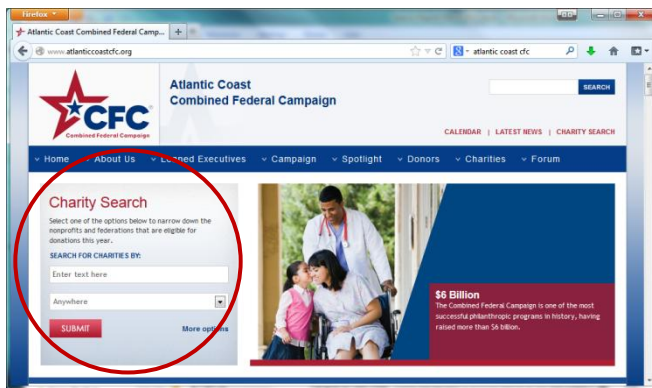 Firefox
Atlantic Coast Combined Federal Camp...
+
www.atlanticcoastcfc.org
atlantic coast cfc
CFC
Combined Federal Campaign
Atlantic Coast
Combined Federal Campaign
SEARCH
CALENDAR | LATEST NEWS | CHARITY SEARCH
Home About Us Loaned Executives Campaign Spotlight Donors Charities Forum
Charity Search
Select one of the options below to narrow down the
nonprofits and federations that are eligible for
donations this year.
SEARCH FOR CHARITIES BY:
Enter text here
Anywhere
SUBMIT
More options
$6 Billion
The Combined Federal Campaign is one of the most
successful philanthropic programs in history, having
raised more than $6 billion.